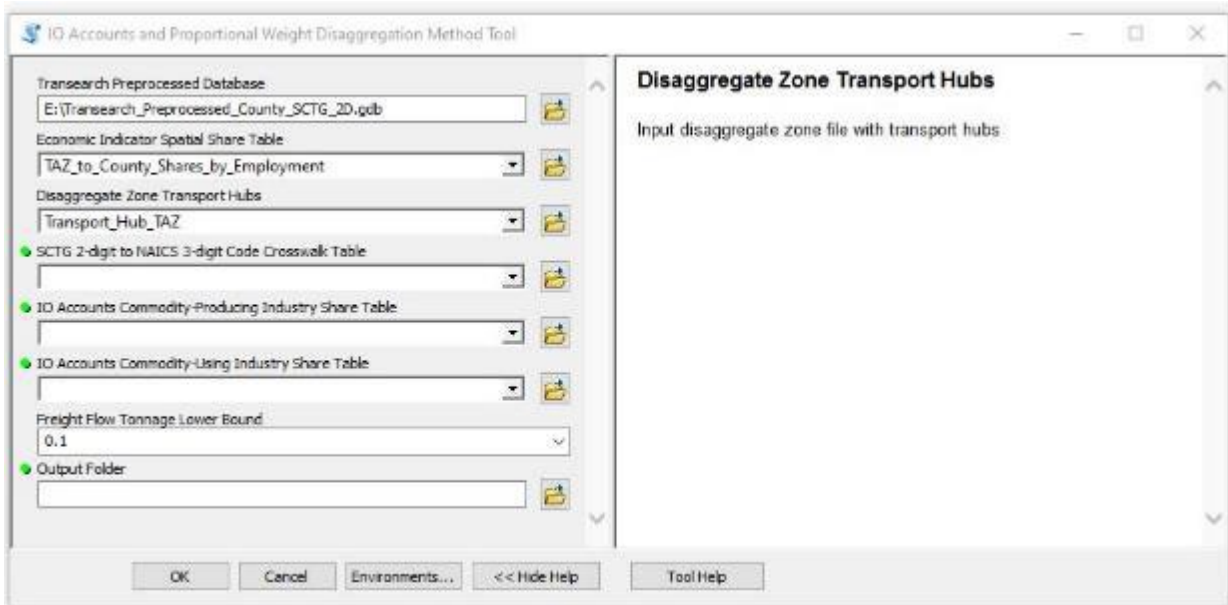 IO Accounts and Proportional Weight Disaggregation Method Tool
Transearch Preprocessed Database
E:\Transearch_Preprocessed_County_SCTG_2D.gdb
Economic Indicator Spatial Share Table
TAZ_to_County_Shares_by_Employment
Disaggregate Zone Transport Hubs
Transport_Hub_TAZ
SCTG 2-digit to NAICS 3-digit Code Crosswalk Table
IO Accounts Commodity-Producing Industry Share Table
IO Accounts Commodity-Using Industry Share Table
Freight Flow Tonnage Lower Bound
0.1
Output Folder
Disaggregate Zone Transport Hubs
Input disaggregate zone file with transport hubs
OK
Cancel
Environments...
<< Hide Help
Tool Help